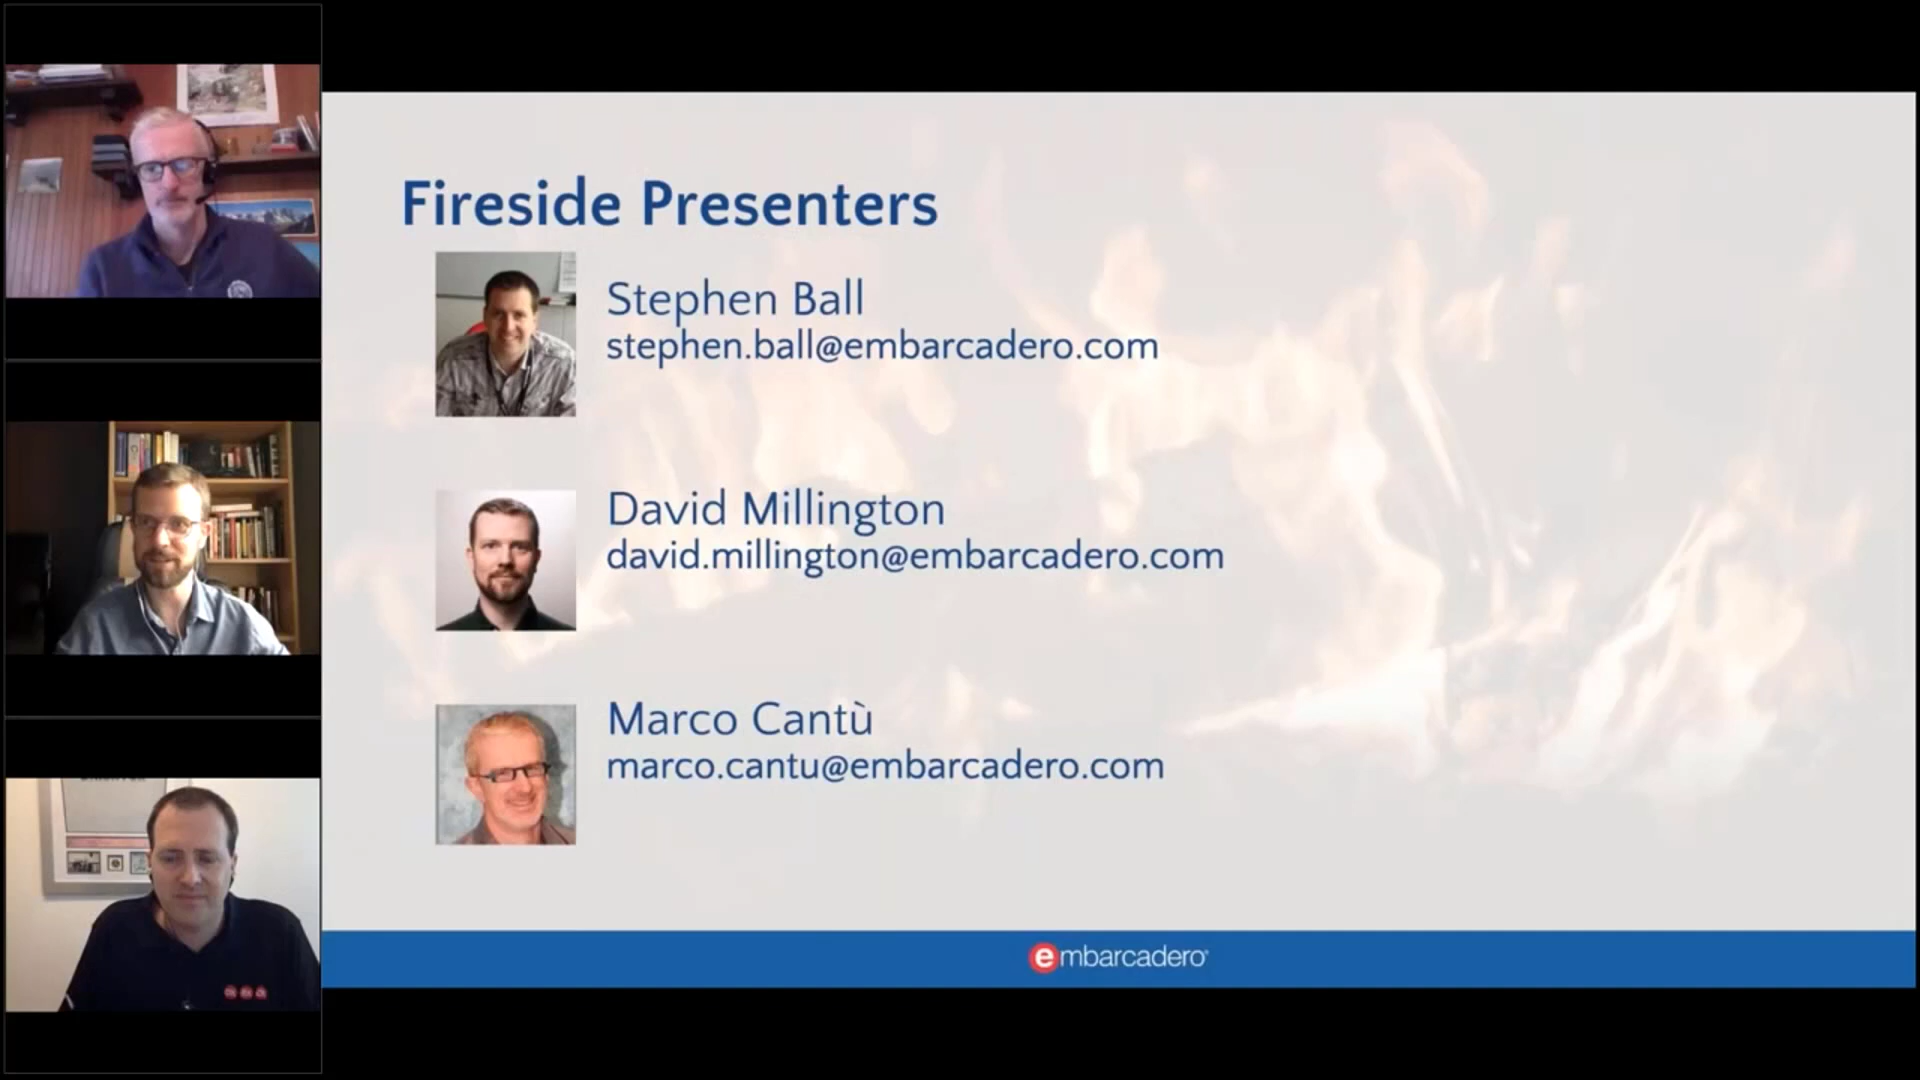 Fireside Presenters
Stephen Ball
stephen.ball@embarcadero.com
David Millington
david.millington@embarcadero.com
Marco Cantù
marco.cantu@embarcadero.com
embarcadero